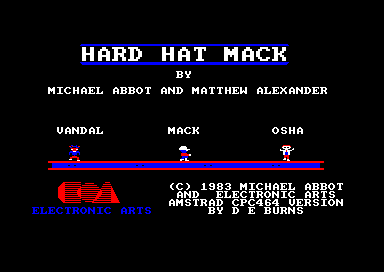 HARD HAT MACK
BY
MICHAEL ABBOT AND MATTHEW ALEXANDER
VANDAL MACK OSHA
ELECTRONIC ARTS
(C) 1983 MICHAEL ABBOT
AND ELECTRONIC ARTS
AMSTRAD CPC464 VERSION
BY D E BURNS